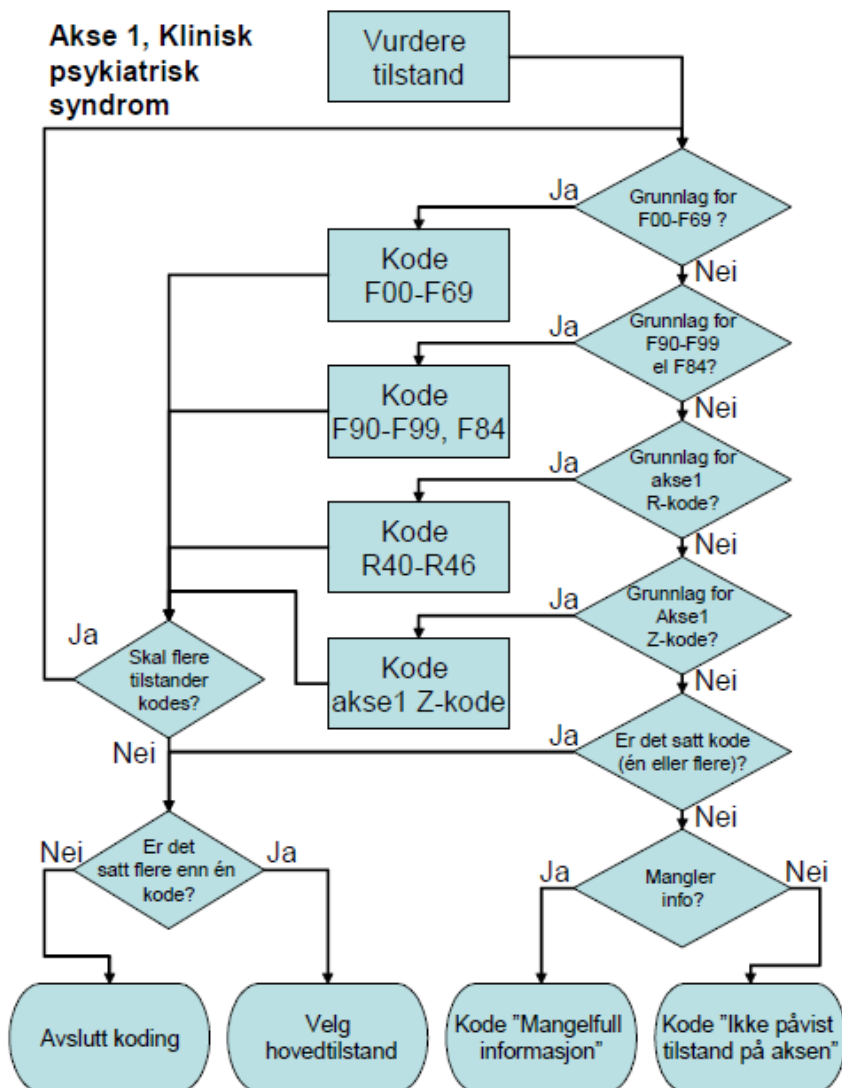 Akse 1, Klinisk
psykiatrisk
syndrom
Vurdere
tilstand
Grunnlag for
F00-F69 ?
Ja
Nei
Kode
F00-F69
Grunnlag for
F90-F99
el F84?
Ja
Nei
Kode
F90-F99, F84
Grunnlag for
akse1
R-kode?
Ja
Nei
Kode
R40-R46
Grunnlag for
Akse1
Z-kode?
Ja
Nei
Kode
akse1 Z-kode
Skal flere
tilstander
kodes?
Ja
Nei
Er det satt kode
(én eller flere)?
Ja
Nei
Er det
satt flere enn én
kode?
Nei
Ja
Mangler
info?
Ja
Nei
Avslutt koding
Velg
hovedtilstand
Kode ”Mangelfull
informasjon”
Kode ”Ikke påvist
tilstand på aksen”